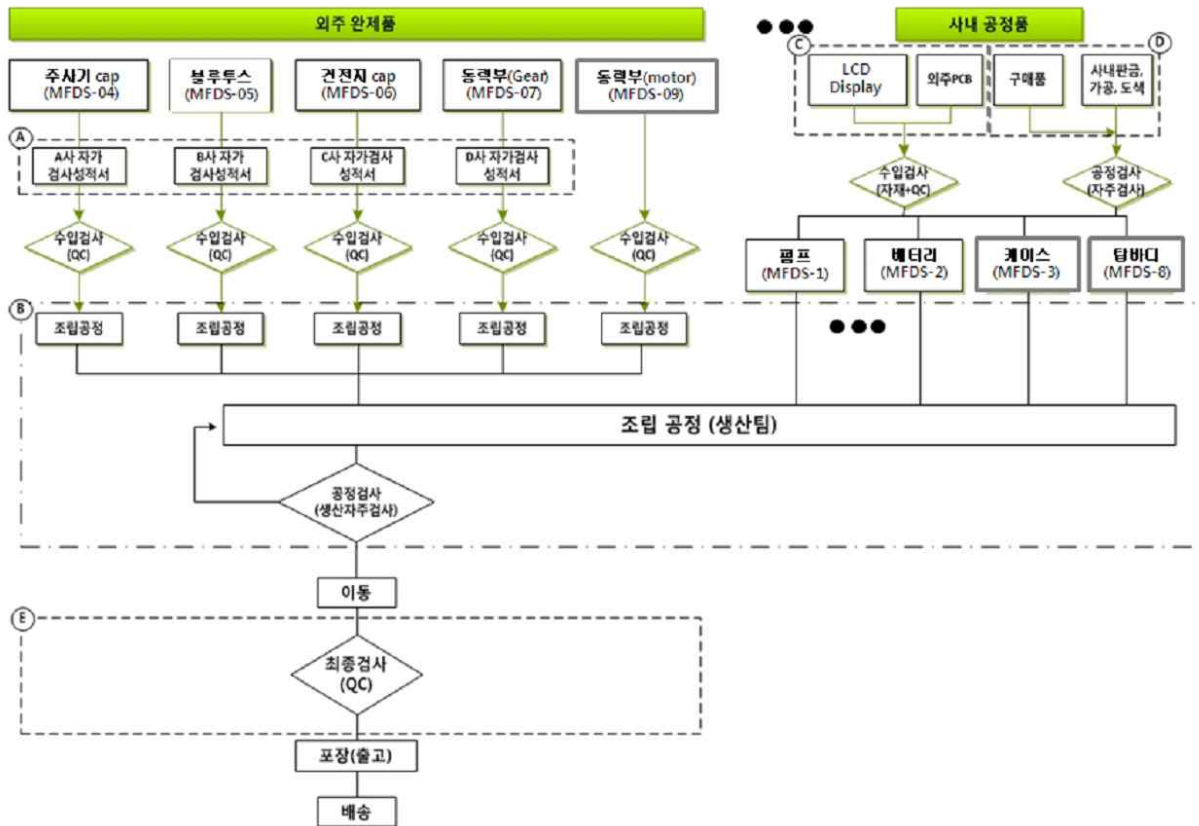 외주 완제품
사내 공정품
주사기 cap
(MFDS-04)
블루투스
(MFDS-05)
건전지 cap
(MFDS-06)
동력부(Gear)
(MFDS-07)
동력부(motor)
(MFDS-09)
C
D
LCD
Display
외주PCB
구매품
사내판금,
가공, 도색
A
A사 자가
검사성적서
B사 자가
검사성적서
C사 자가검사
성적서
D사 자가검사
성적서
수입검사
(자재+QC)
공정검사
(자주검사)
수입검사
(QC)
수입검사
(QC)
수입검사
(QC)
수입검사
(QC)
수입검사
(QC)
펌프
(MFDS-1)
배터리
(MFDS-2)
케이스
(MFDS-3)
탑바디
(MFDS-8)
B
조립공정
조립공정
조립공정
조립공정
조립공정
조립 공정 (생산팀)
공정검사
(생산자주검사)
이동
E
최종검사
(QC)
포장(출고)
배송